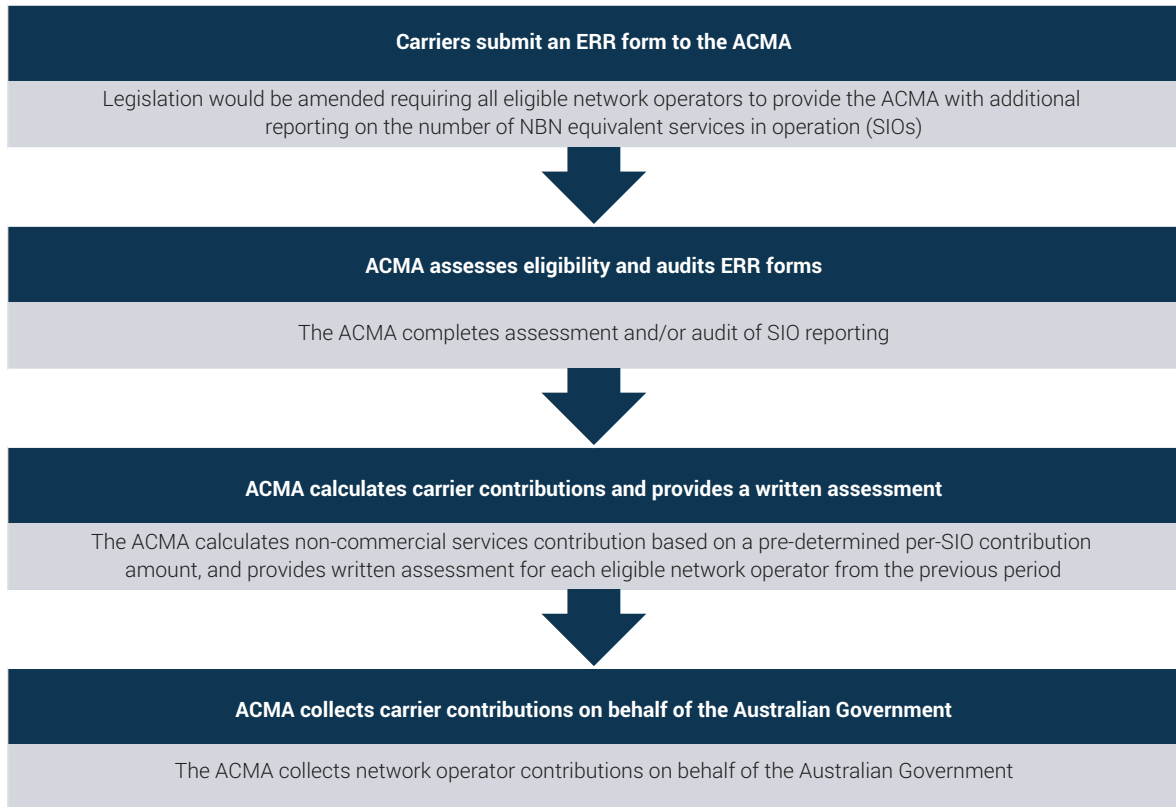 Carriers submit an ERR form to the ACMA
Legislation would be amended requiring all eligible network operators to provide the ACMA with additional
reporting on the number of NBN equivalent services in operation (SIOs)
ACMA assesses eligibility and audits ERR forms
The ACMA completes assessment and/or audit of SIO reporting
ACMA calculates carrier contributions and provides a written assessment
The ACMA calculates non-commercial services contribution based on a pre-determined per-SIO contribution
amount, and provides written assessment for each eligible network operator from the previous period
ACMA collects carrier contributions on behalf of the Australian Government
The ACMA collects network operator contributions on behalf of the Australian Government